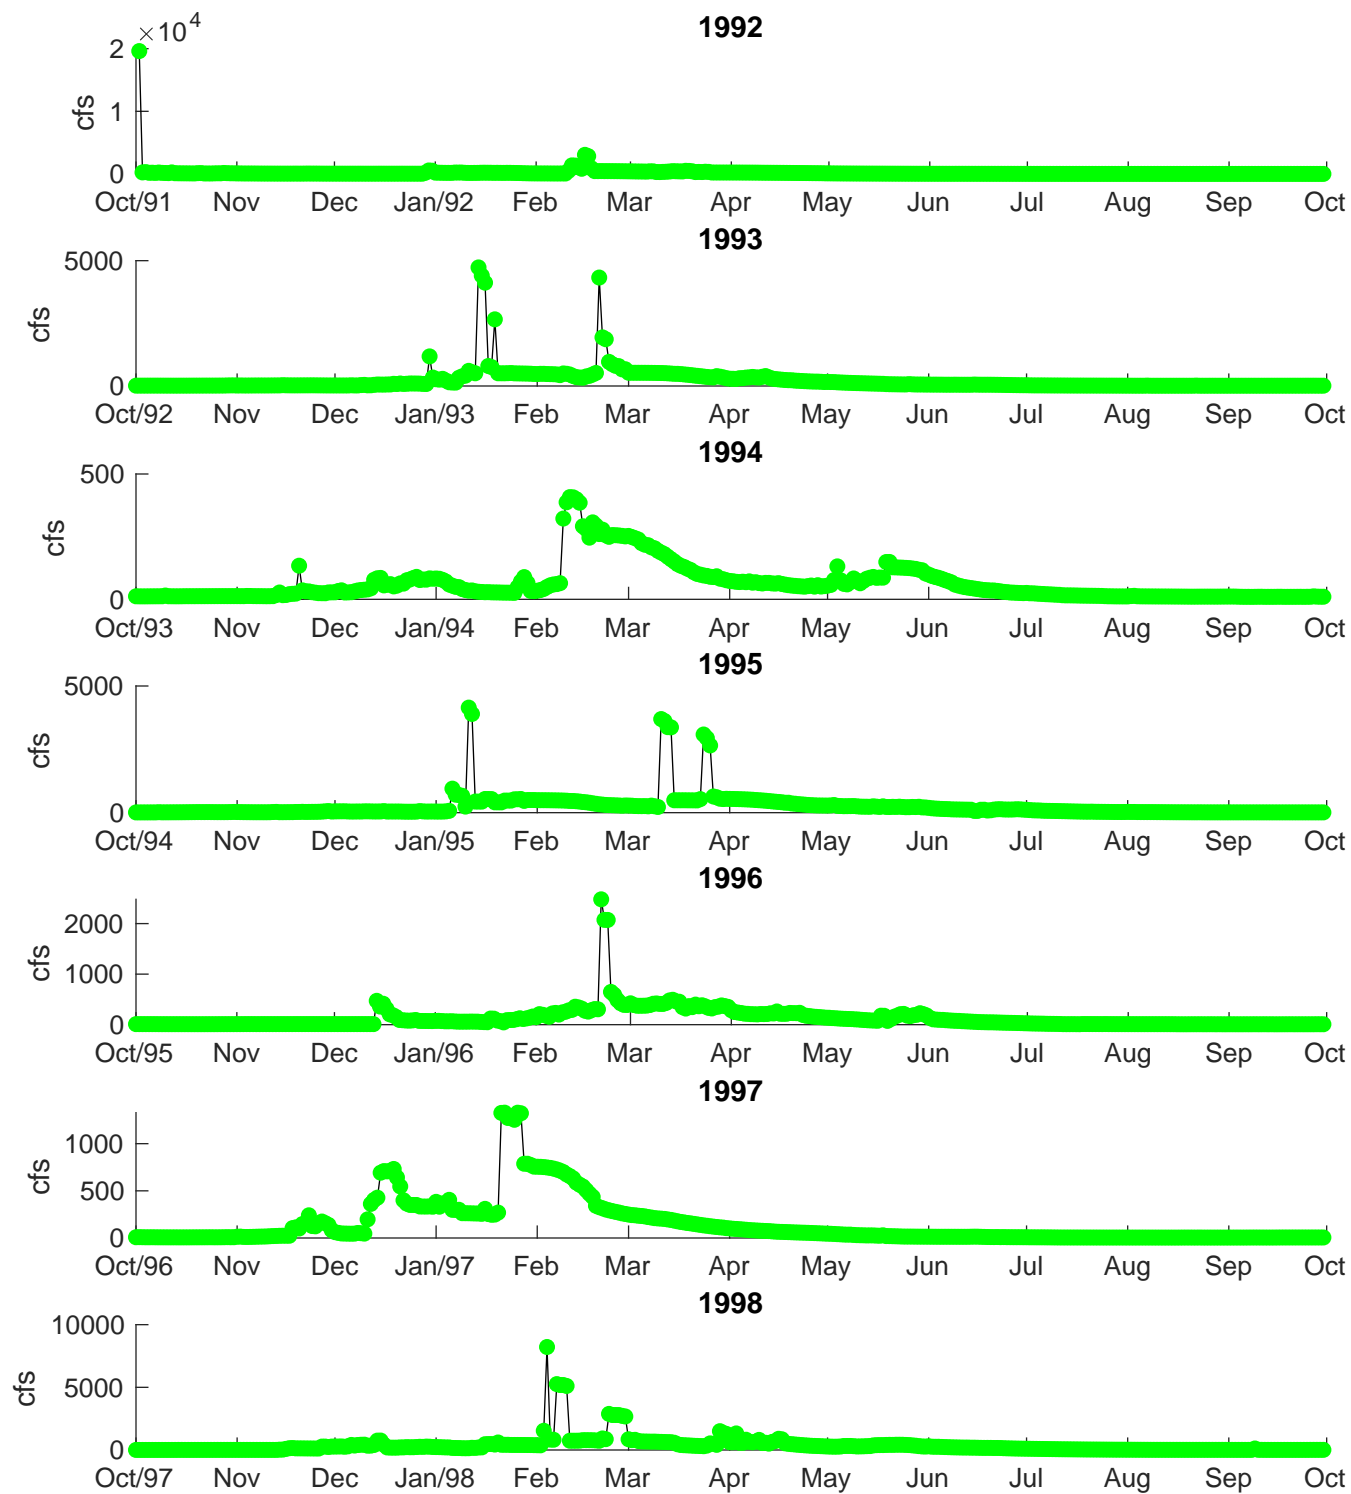 1992
×10^4
2
1
0
cfs
Oct/91 Nov Dec Jan/92 Feb Mar Apr May Jun Jul Aug Sep Oct
1993
5000
0
cfs
Oct/92 Nov Dec Jan/93 Feb Mar Apr May Jun Jul Aug Sep Oct
1994
500
0
cfs
Oct/93 Nov Dec Jan/94 Feb Mar Apr May Jun Jul Aug Sep Oct
1995
5000
0
cfs
Oct/94 Nov Dec Jan/95 Feb Mar Apr May Jun Jul Aug Sep Oct
1996
2000
1000
0
cfs
Oct/95 Nov Dec Jan/96 Feb Mar Apr May Jun Jul Aug Sep Oct
1997
1000
500
0
cfs
Oct/96 Nov Dec Jan/97 Feb Mar Apr May Jun Jul Aug Sep Oct
1998
10000
5000
0
cfs
Oct/97 Nov Dec Jan/98 Feb Mar Apr May Jun Jul Aug Sep Oct